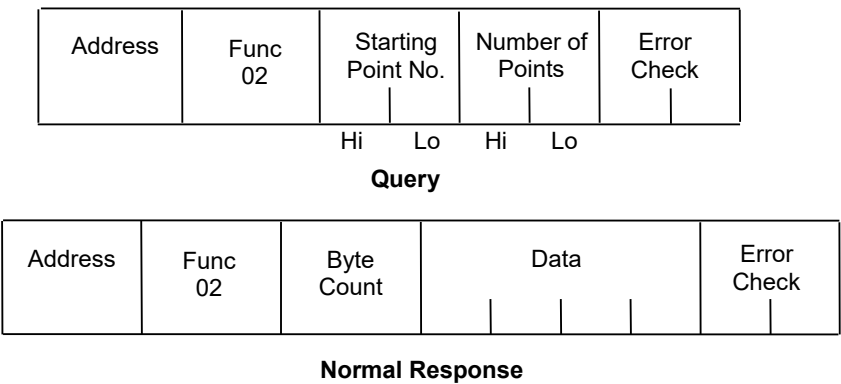 Address
Func
02
Starting
Point No.
Number of
Points
Error
Check
Hi Lo Hi Lo
Query
Address
Func
02
Byte
Count
Data
Error
Check
Normal Response